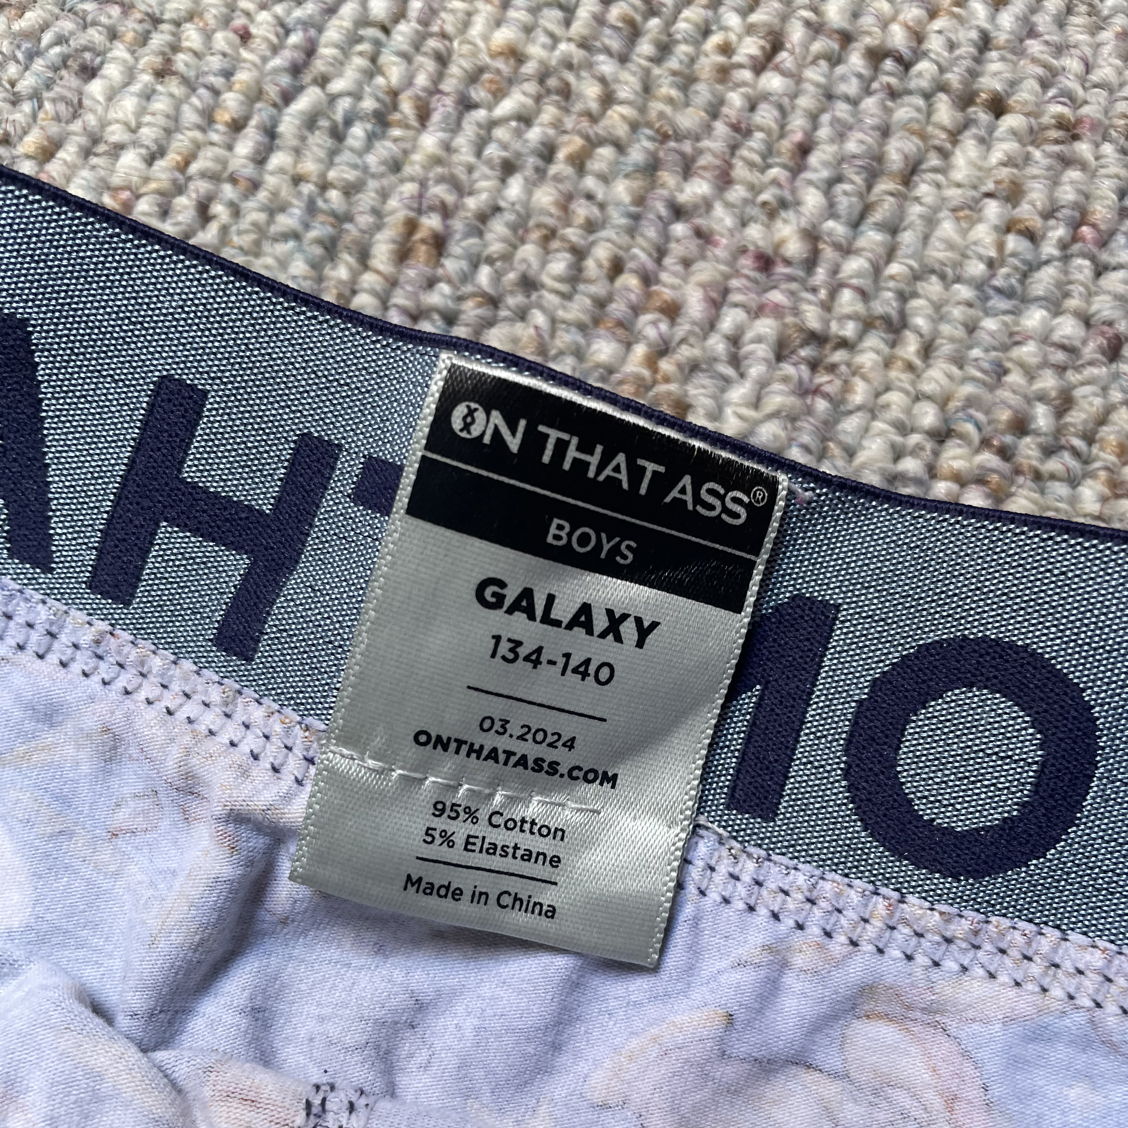 ON THAT ASS®
BOYS
GALAXY
134-140
03.2024
ONTHATASS.COM
95% Cotton
5% Elastane
Made in China